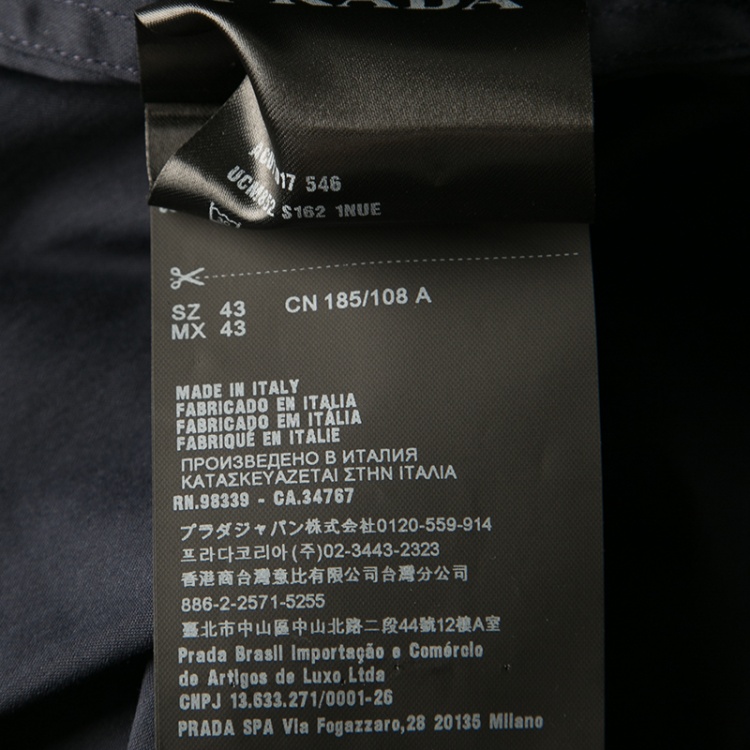 PRADA
546
S162 1NUE
SZ 43 CN 185/108 A
MX 43
MADE IN ITALY
FABRICADO EN ITALIA
FABRICADO EM ITÁLIA
FABRIQUÉ EN ITALIE
ПРОИЗВЕДЕНО В ИТАЛИЯ
ΚΑΤΑΣΚΕΥΑΖΕΤΑΙ ΣΤΗΝ ΙΤΑΛΙΑ
RN.98339 - CA.34767
プラダジャパン株式会社0120-559-914
프라다코리아(주)02-3443-2323
香港商台灣意比有限公司台灣分公司
886-2-2571-5255
臺北市中山區中山北路二段44號12樓A室
Prada Brasil Importação e Comércio
de Artigos de Luxo,Ltda
CNPJ 13.633.271/0001-26
PRADA SPA Via Fogazzaro,28 20135 Milano